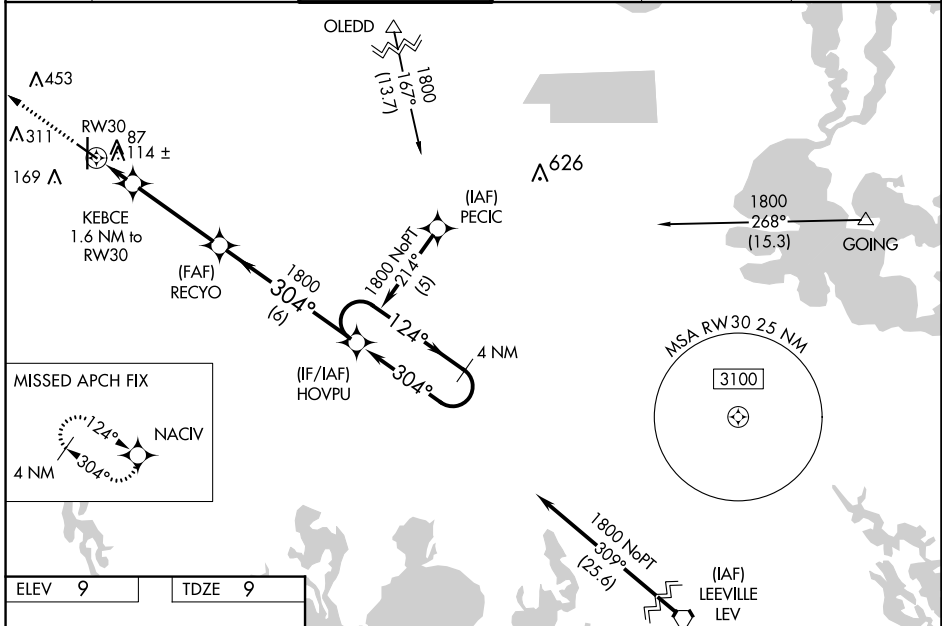 OLEDD
1800
167°
(13.7)
453
311
RW30
87
114 ±
169
626
KEBCE
1.6 NM to
RW30
(IAF)
PECIC
1800
268°
(15.3)
GOING
(FAF)
RECYO
1800
304°
(6)
1800 NoPT
214°
(5)
124°
304°
4 NM
(IF/IAF)
HOVPU
MSA RW30 25 NM
3100
MISSED APCH FIX
124°
304°
4 NM
NACIV
1800 NoPT
309°
(25.6)
(IAF)
LEEVILLE
LEV
ELEV 9
TDZE 9